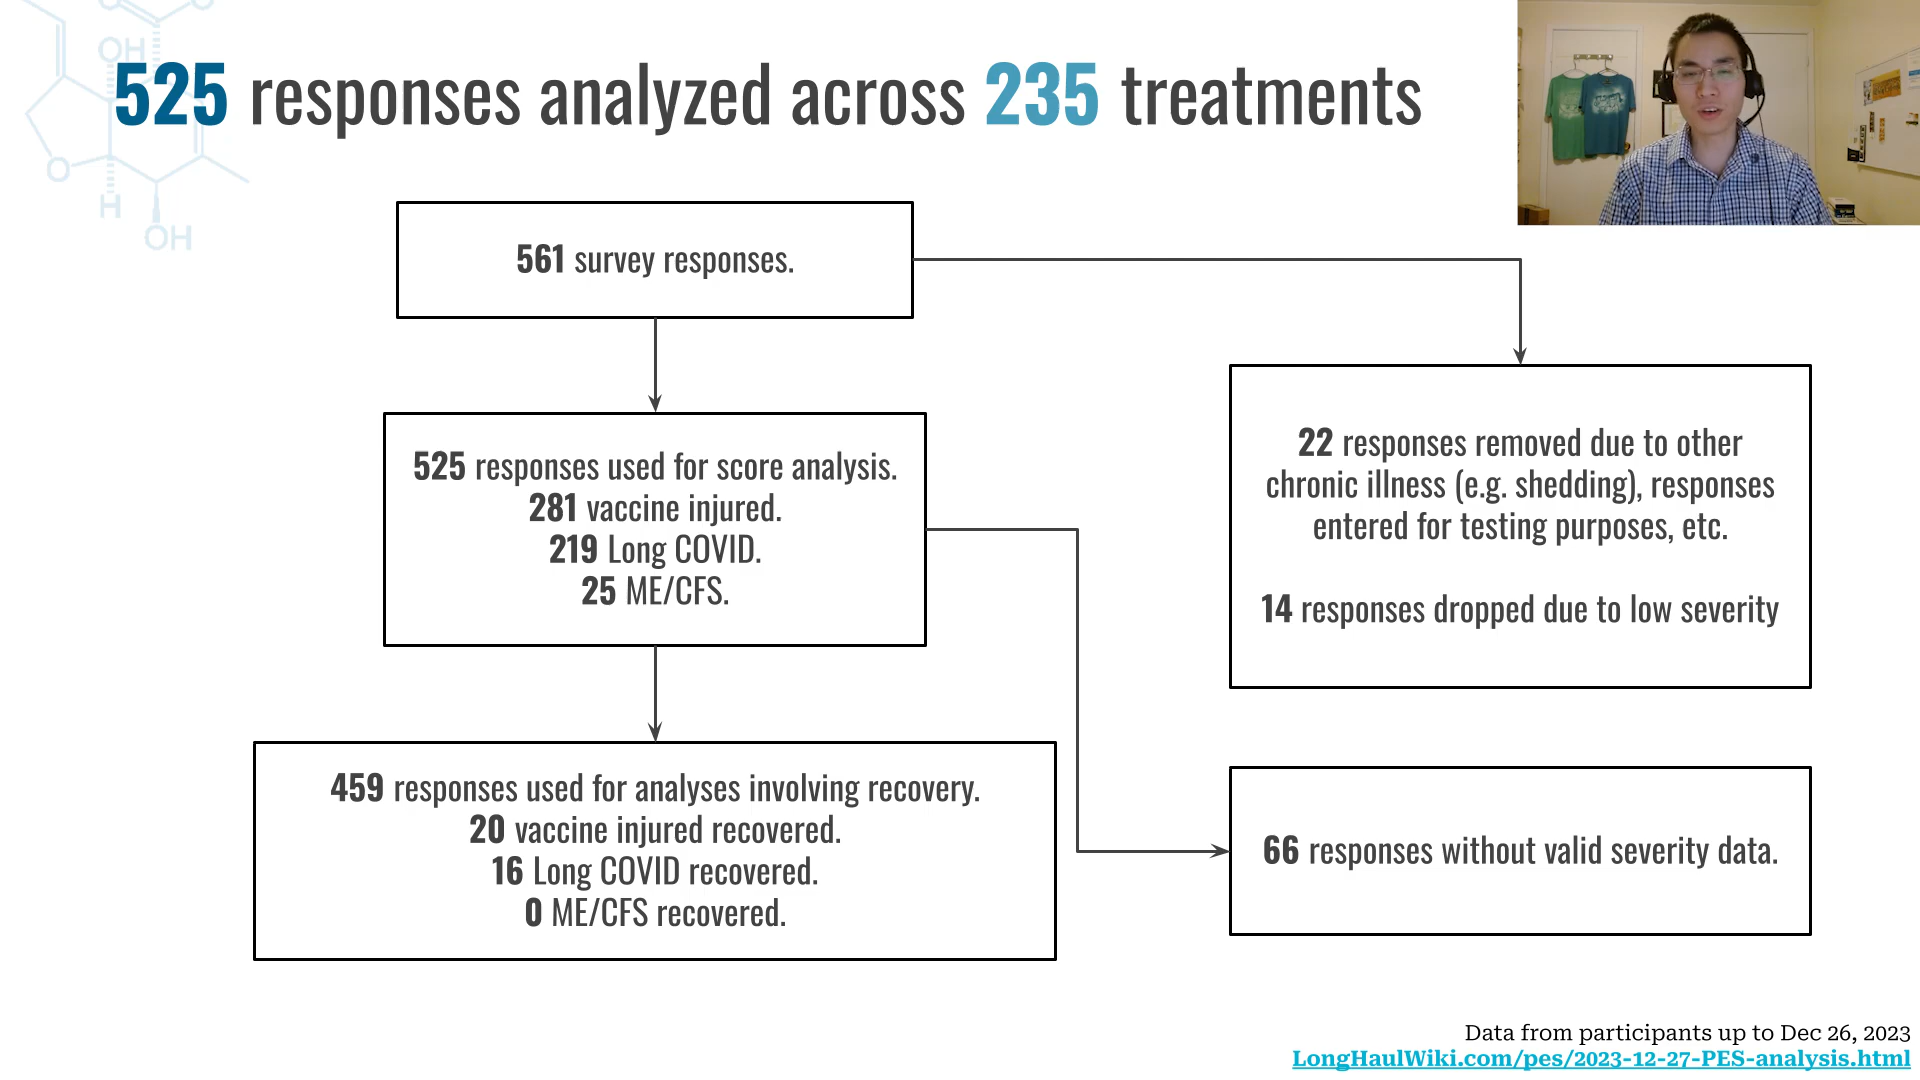 525 responses analyzed across 235 treatments
OH
O
H
OH
561 survey responses.
525 responses used for score analysis.
281 vaccine injured.
219 Long COVID.
25 ME/CFS.
22 responses removed due to other
chronic illness (e.g. shedding), responses
entered for testing purposes, etc.
14 responses dropped due to low severity
459 responses used for analyses involving recovery.
20 vaccine injured recovered.
16 Long COVID recovered.
0 ME/CFS recovered.
66 responses without valid severity data.
Data from participants up to Dec 26, 2023
LongHaulWiki.com/pes/2023-12-27-PES-analysis.html